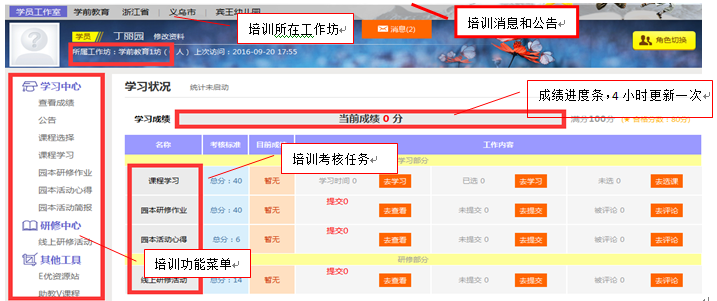 学员工作室 学前教育 浙江省 义乌市 宾王幼儿园
培训消息和公告
学员 丁丽园 修改资料
培训所在工作坊
消息(2)
角色切换
所属工作坊：学前教育1坊（ 人）上次访问：2016-09-20 17:55
学习中心
查看成绩
公告
课程选择
课程学习
园本研修作业
园本活动心得
园本活动简报
研修中心
线上研修活动
其他工具
E优资源站
助教V课程
培训功能菜单
学习状况 统计未启动
成绩进度条，4小时更新一次
学习成绩 当前成绩 0 分 满分100分 （ 合格分数：60分）
名称 考核标准 目前成 工作内容
培训考核任务
学习部分
课程学习 总分：40 暂无 学习时间 0 去学习 已选 0 去学习 未选 0 去选课
园本研修作业 总分：40 暂无 提交0 去查看 未提交 0 去提交 被评论 0 去评论
园本活动心得 总分：6 暂无 提交0 去查看 未提交 0 去提交 被评论 0 去评论
研修部分
线上研修活动 总分：14 暂无 提交0 去查看 未提交 0 去提交 被评论 0 去评论